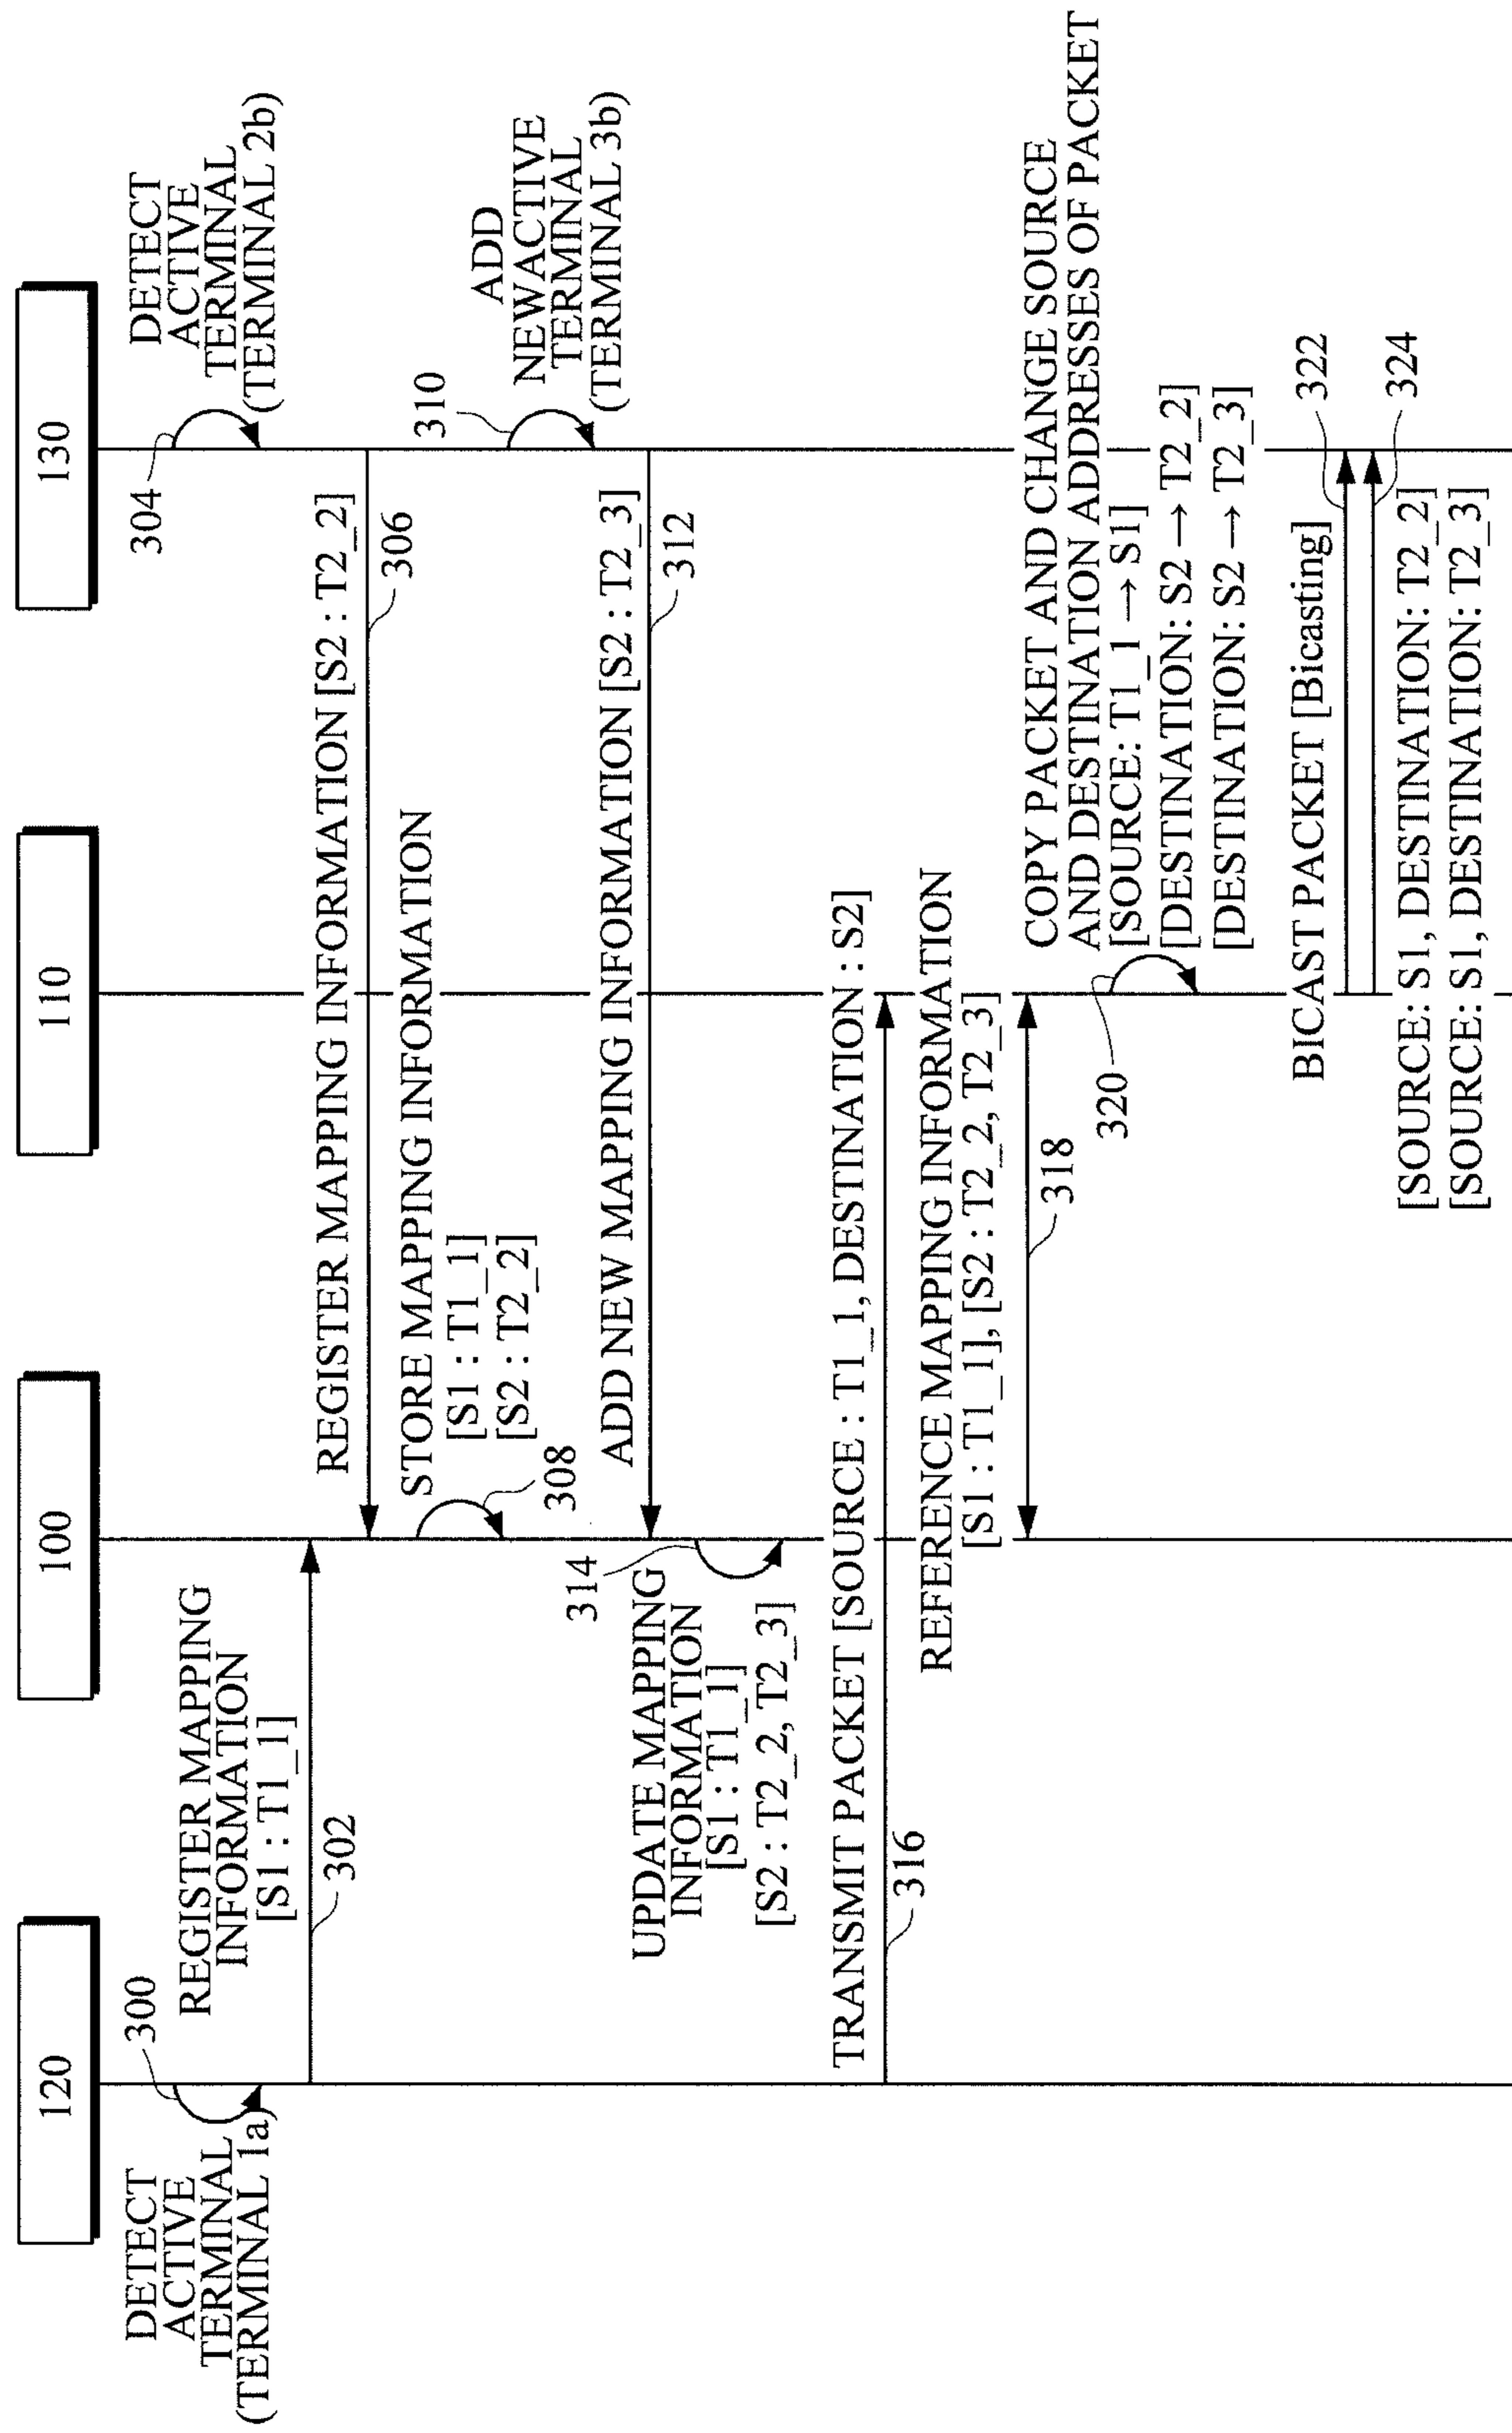 120
100
110
130
DETECT
ACTIVE
TERMINAL
(TERMINAL 1a)
300
304
DETECT
ACTIVE
TERMINAL
(TERMINAL 2b)
REGISTER MAPPING
INFORMATION
[S1 : T1_1]
302
REGISTER MAPPING INFORMATION [S2 : T2_2]
306
STORE MAPPING INFORMATION
[S1 : T1_1]
[S2 : T2_2]
308
310
ADD
NEWACTIVE
TERMINAL
(TERMINAL 3b)
ADD NEW MAPPING INFORMATION [S2 : T2_3]
312
314
UPDATE MAPPING
INFORMATION
[S1 : T1_1]
[S2 : T2_2, T2_3]
TRANSMIT PACKET [SOURCE : T1_1, DESTINATION : S2]
316
REFERENCE MAPPING INFORMATION
[S1 : T1_1], [S2 : T2_2, T2_3]
318
320
COPY PACKET AND CHANGE SOURCE
AND DESTINATION ADDRESSES OF PACKET
[SOURCE: T1_1 → S1]
[DESTINATION: S2 → T2_2]
[DESTINATION: S2 → T2_3]
BICAST PACKET [Bicasting]
322
324
[SOURCE: S1, DESTINATION: T2_2]
[SOURCE: S1, DESTINATION: T2_3]